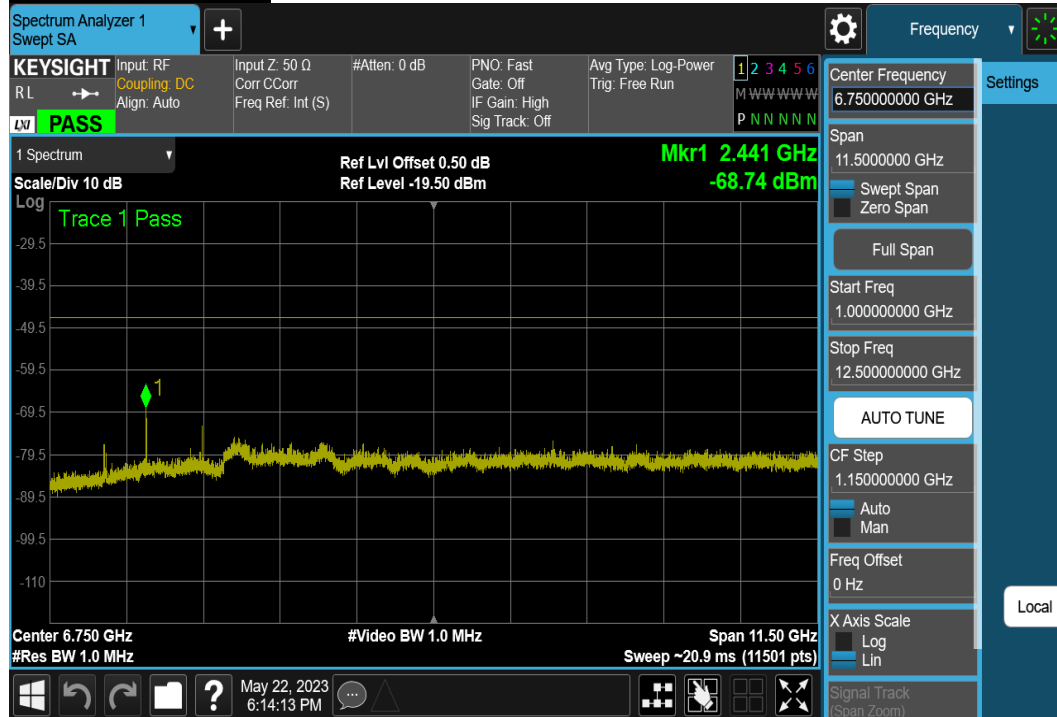 Spectrum Analyzer 1
Swept SA
+
Frequency
KEYSIGHT
RL
LXI PASS
Input: RF
Coupling: DC
Align: Auto
Input Z: 50 Ω
Corr CCorr
Freq Ref: Int (S)
#Atten: 0 dB
PNO: Fast
Gate: Off
IF Gain: High
Sig Track: Off
Avg Type: Log-Power
Trig: Free Run
1 2 3 4 5 6
M W W W W W
P N N N N N
1 Spectrum
Scale/Div 10 dB
Ref Lvl Offset 0.50 dB
Ref Level -19.50 dBm
Mkr1 2.441 GHz
-68.74 dBm
Log
Trace 1 Pass
-29.5
-39.5
-49.5
-59.5
1
-69.5
-79.5
-89.5
-99.5
-110
Center 6.750 GHz
#Res BW 1.0 MHz
#Video BW 1.0 MHz
Span 11.50 GHz
Sweep ~20.9 ms (11501 pts)
Center Frequency
6.750000000 GHz
Settings
Span
11.5000000 GHz
Swept Span
Zero Span
Full Span
Start Freq
1.000000000 GHz
Stop Freq
12.500000000 GHz
AUTO TUNE
CF Step
1.150000000 GHz
Auto
Man
Freq Offset
0 Hz
Local
X Axis Scale
Log
Lin
Signal Track
(Span Zoom)
?
May 22, 2023
6:14:13 PM